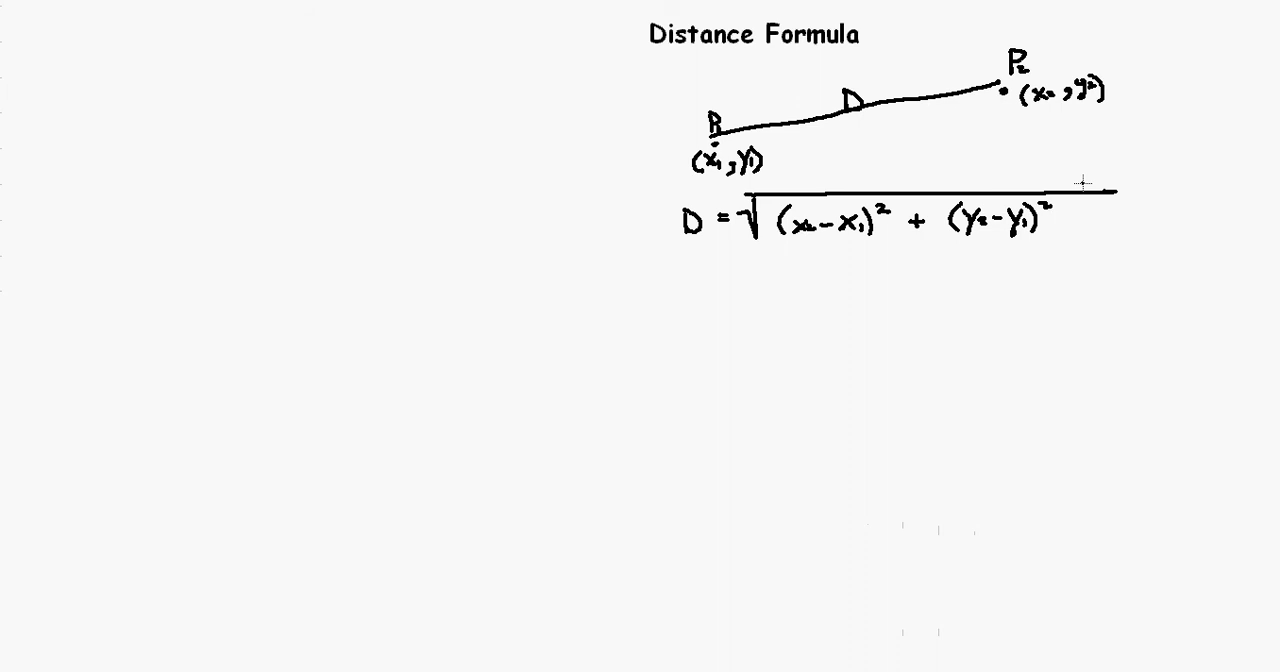 Distance Formula
P₂
D (x₂, y₂)
P₁
(x₁, y₁)
D = √(x₂ - x₁)² + (y₂ - y₁)²